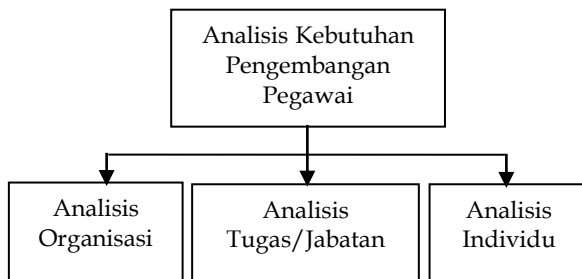 Analisis Kebutuhan
Pengembangan
Pegawai
Analisis
Organisasi
Analisis
Tugas/Jabatan
Analisis
Individu